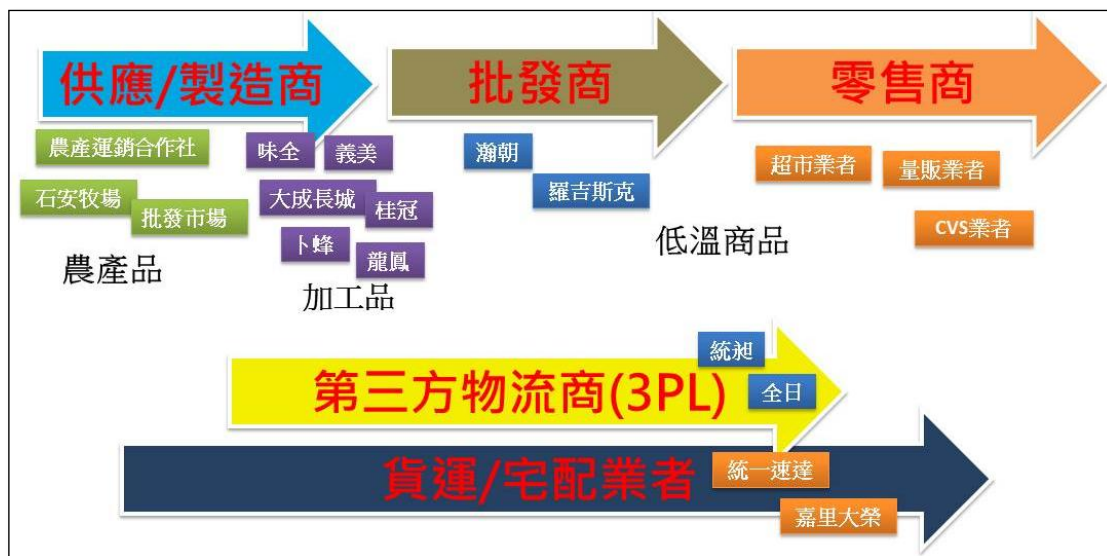 供應/製造商
批發商
零售商
農產運銷合作社
石安牧場
批發市場
農產品
味全
義美
大成長城
桂冠
卜蜂
龍鳳
加工品
瀚朝
羅吉斯克
低溫商品
超市業者
量販業者
CVS業者
第三方物流商(3PL)
統昶
全日
貨運/宅配業者
統一速達
嘉里大榮